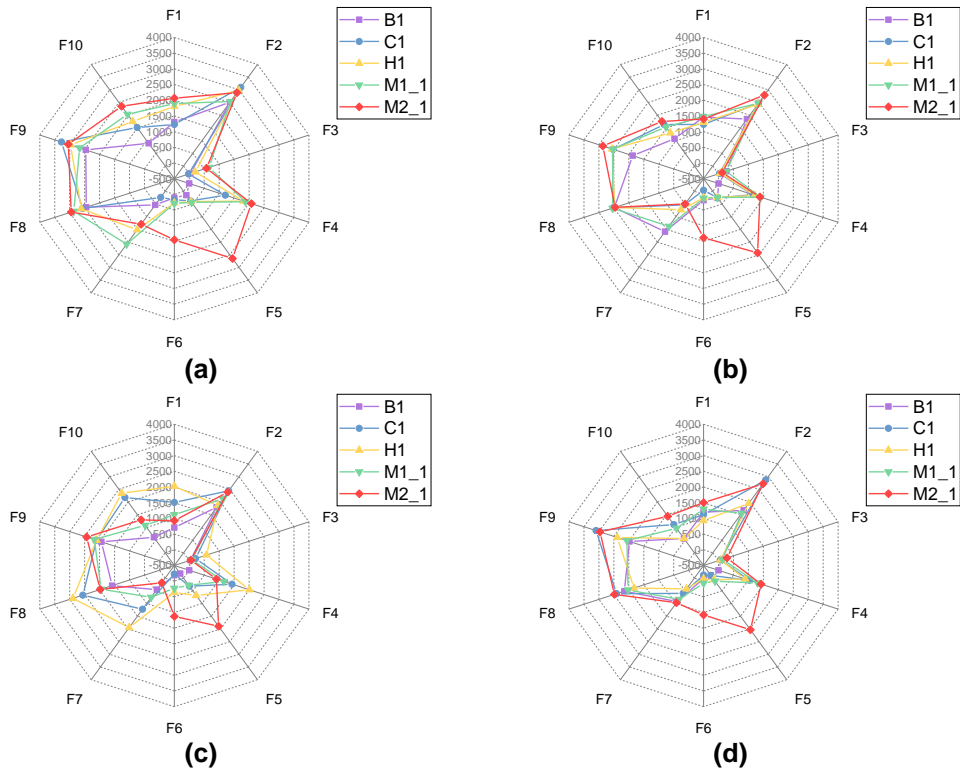 F1
F2
F3
F4
F5
F6
F7
F8
F9
F10
4000
3500
3000
2500
2000
1500
1000
500
0
-500
B1
C1
H1
M1_1
M2_1
(a)
F1
F2
F3
F4
F5
F6
F7
F8
F9
F10
4000
3500
3000
2500
2000
1500
1000
500
0
-500
B1
C1
H1
M1_1
M2_1
(b)
F1
F2
F3
F4
F5
F6
F7
F8
F9
F10
4000
3500
3000
2500
2000
1500
1000
500
0
-500
B1
C1
H1
M1_1
M2_1
(c)
F1
F2
F3
F4
F5
F6
F7
F8
F9
F10
4000
3500
3000
2500
2000
1500
1000
500
0
-500
B1
C1
H1
M1_1
M2_1
(d)